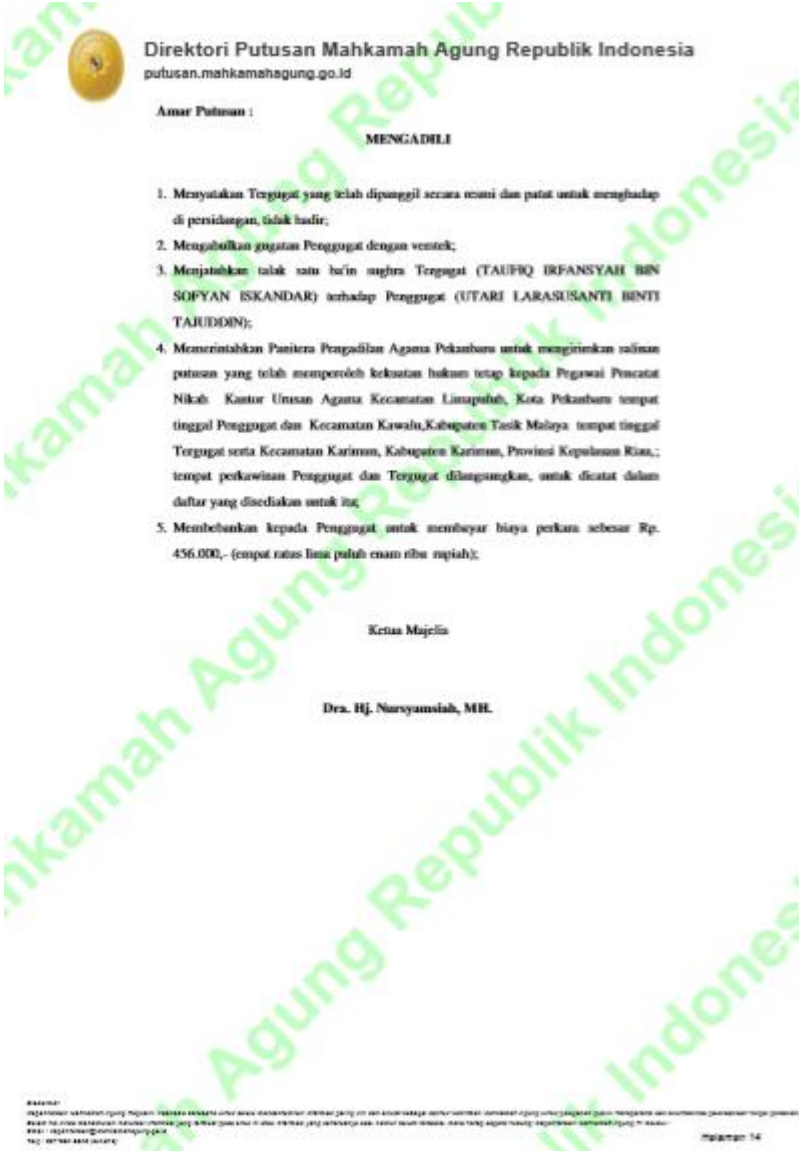 Direktori Putusan Mahkamah Agung Republik Indonesia
putusan.mahkamahagung.go.id
Amar Putusan :
MENGADILI
1. Menyatakan Tergugat yang telah dipanggil secara resmi dan patut untuk menghadap
di persidangan, tidak hadir;
2. Mengabulkan gugatan Penggugat dengan verstek;
3. Menjatuhkan talak satu ba'in sughra Tergugat (TAUFIQ IRFANSYAH BIN
SOFYAN ISKANDAR) terhadap Penggugat (UTARI LARASUSANTI BINTI
TAJUDDIN);
4. Memerintahkan Panitera Pengadilan Agama Pekanbaru untuk mengirimkan salinan
putusan yang telah memperoleh kekuatan hukum tetap kepada Pegawai Pencatat
Nikah Kantor Urusan Agama Kecamatan Limapuluh, Kota Pekanbaru tempat
tinggal Penggugat dan Kecamatan Kawalu,Kabupaten Tasik Malaya tempat tinggal
Tergugat serta Kecamatan Karimun, Kabupaten Karimun, Provinsi Kepulauan Riau,;
tempat perkawinan Penggugat dan Tergugat dilangsungkan, untuk dicatat dalam
daftar yang disediakan untuk itu;
5. Membebankan kepada Penggugat untuk membayar biaya perkara sebesar Rp.
456.000,- (empat ratus lima puluh enam ribu rupiah);
Ketua Majelis
Dra. Hj. Nursyamsiah, MH.
Mahkamah Agung Republik Indonesia
Disclaimer
Halaman 14